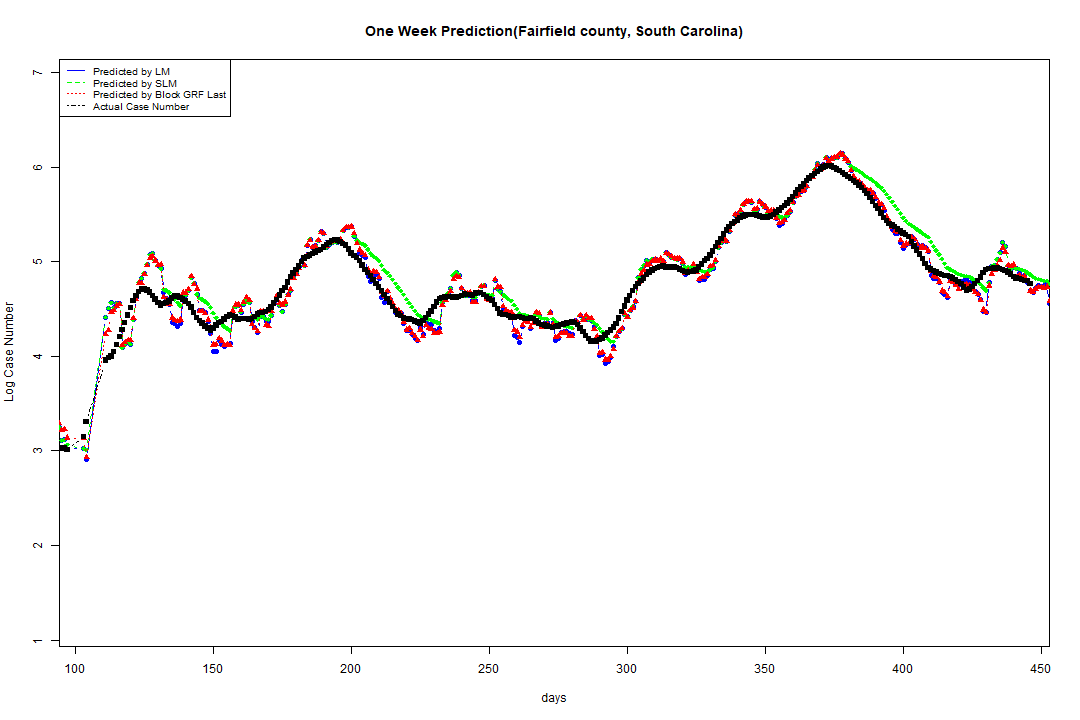 One Week Prediction(Fairfield county, South Carolina)
Predicted by LM
Predicted by SLM
Predicted by Block GRF Last
Actual Case Number
7
6
5
4
3
2
1
Log Case Number
100 150 200 250 300 350 400 450
days